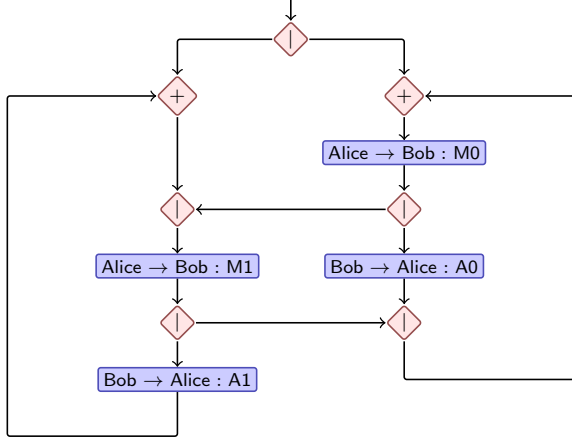 |
+
+
Alice → Bob : M0
|
|
Alice → Bob : M1
Bob → Alice : A0
|
|
Bob → Alice : A1